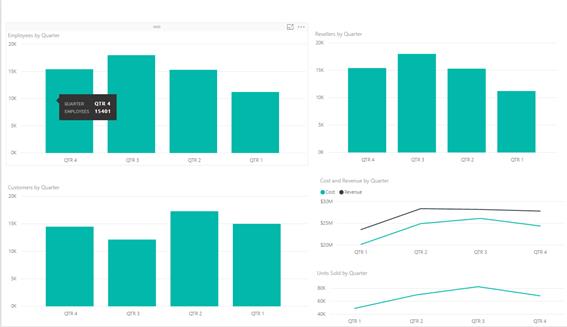 Employees by Quarter
20K
15K
10K
5K
0K
QUARTER QTR 4
EMPLOYEES 15401
QTR 4 QTR 3 QTR 2 QTR 1
Resellers by Quarter
20K
15K
10K
5K
0K
QTR 4 QTR 3 QTR 2 QTR 1
Customers by Quarter
20K
15K
10K
5K
0K
QTR 4 QTR 3 QTR 2 QTR 1
Cost and Revenue by Quarter
Cost Revenue
$30M
$25M
$20M
QTR 1 QTR 2 QTR 3 QTR 4
Units Sold by Quarter
80K
60K
40K
QTR 1 QTR 2 QTR 3 QTR 4